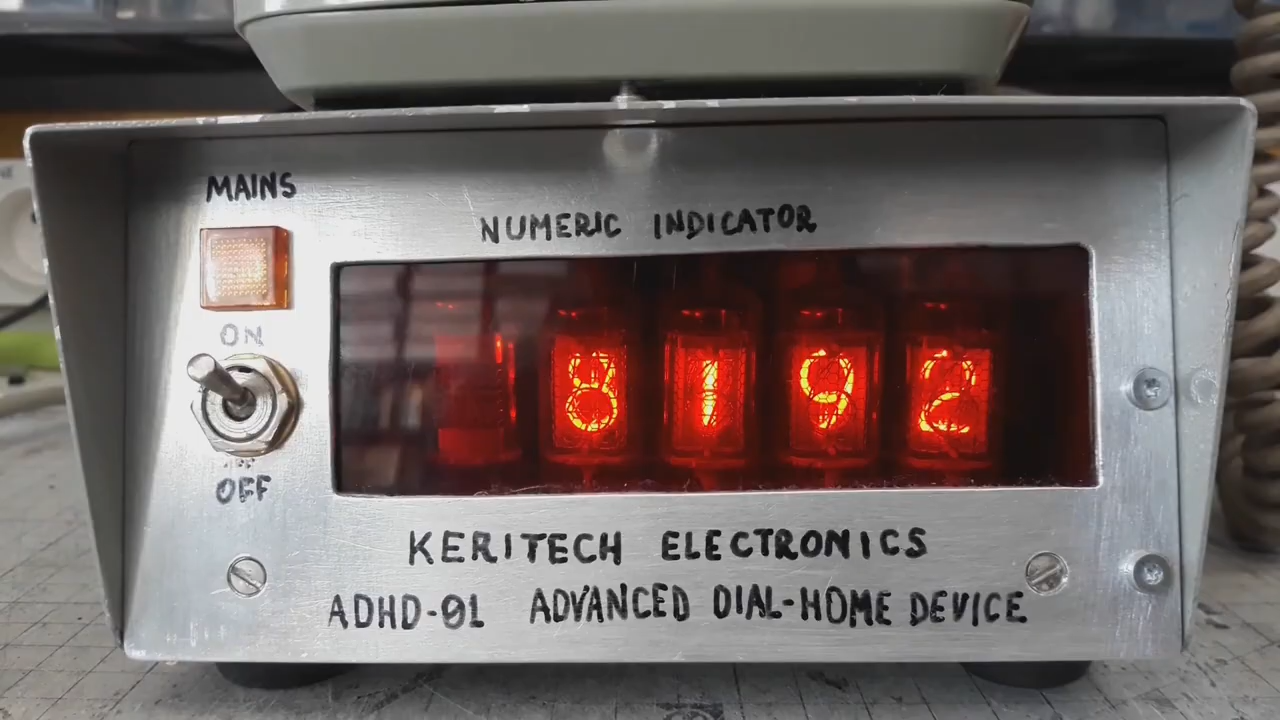 MAINS
NUMERIC INDICATOR
ON
8192
OFF
KERITECH ELECTRONICS
ADHD-01 ADVANCED DIAL-HOME DEVICE